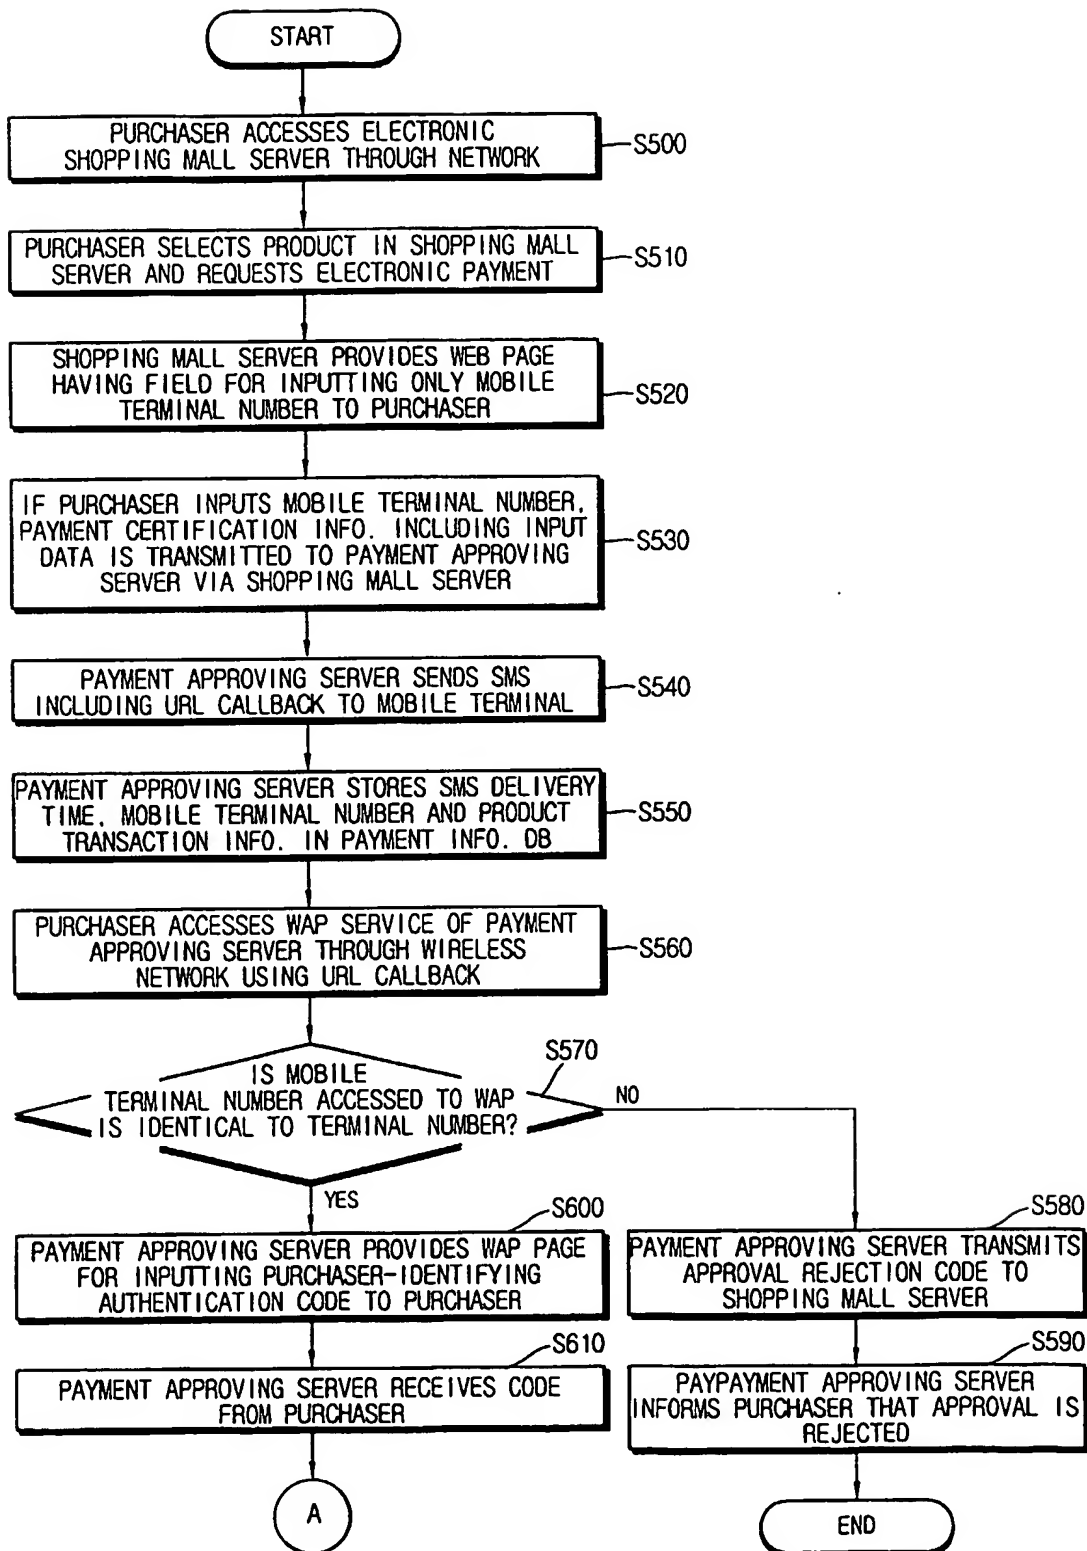 START
PURCHASER ACCESSES ELECTRONIC
SHOPPING MALL SERVER THROUGH NETWORK
S500
PURCHASER SELECTS PRODUCT IN SHOPPING MALL
SERVER AND REQUESTS ELECTRONIC PAYMENT
S510
SHOPPING MALL SERVER PROVIDES WEB PAGE
HAVING FIELD FOR INPUTTING ONLY MOBILE
TERMINAL NUMBER TO PURCHASER
S520
IF PURCHASER INPUTS MOBILE TERMINAL NUMBER,
PAYMENT CERTIFICATION INFO. INCLUDING INPUT
DATA IS TRANSMITTED TO PAYMENT APPROVING
SERVER VIA SHOPPING MALL SERVER
S530
PAYMENT APPROVING SERVER SENDS SMS
INCLUDING URL CALLBACK TO MOBILE TERMINAL
S540
PAYMENT APPROVING SERVER STORES SMS DELIVERY
TIME, MOBILE TERMINAL NUMBER AND PRODUCT
TRANSACTION INFO. IN PAYMENT INFO. DB
S550
PURCHASER ACCESSES WAP SERVICE OF PAYMENT
APPROVING SERVER THROUGH WIRELESS
NETWORK USING URL CALLBACK
S560
S570
IS MOBILE
TERMINAL NUMBER ACCESSED TO WAP
IS IDENTICAL TO TERMINAL NUMBER?
NO
YES
S600
PAYMENT APPROVING SERVER PROVIDES WAP PAGE
FOR INPUTTING PURCHASER-IDENTIFYING
AUTHENTICATION CODE TO PURCHASER
S610
PAYMENT APPROVING SERVER RECEIVES CODE
FROM PURCHASER
A
S580
PAYMENT APPROVING SERVER TRANSMITS
APPROVAL REJECTION CODE TO
SHOPPING MALL SERVER
S590
PAYPAYMENT APPROVING SERVER
INFORMS PURCHASER THAT APPROVAL IS
REJECTED
END